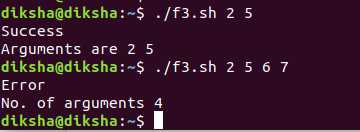 diksha@diksha:~$ ./f3.sh 2 5
Success
Arguments are 2 5
diksha@diksha:~$ ./f3.sh 2 5 6 7
Error
No. of arguments 4
diksha@diksha:~$